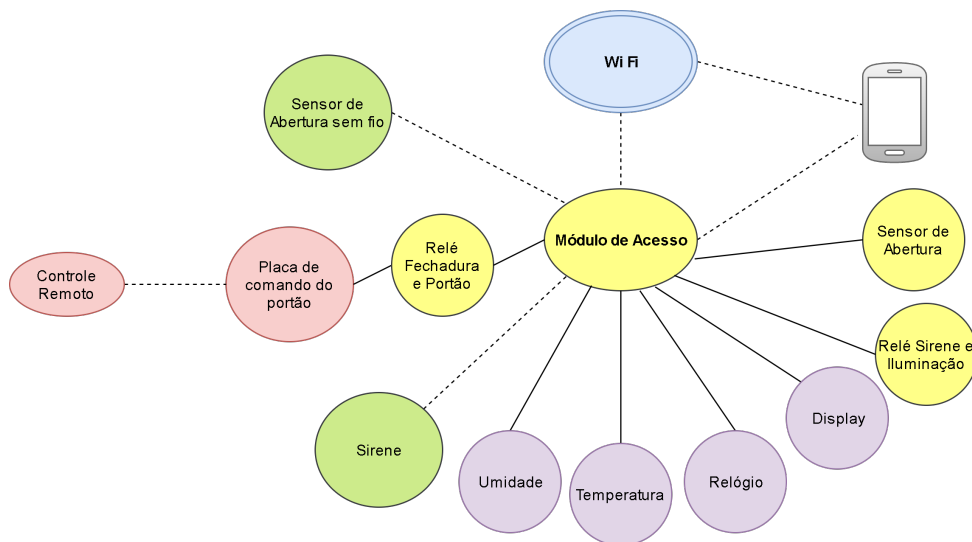 Wi Fi
Sensor de
Abertura sem fio
Módulo de Acesso
Sensor de
Abertura
Relé
Fechadura
e Portão
Placa de
comando do
portão
Controle
Remoto
Relé Sirene e
Iluminação
Display
Sirene
Umidade
Temperatura
Relógio